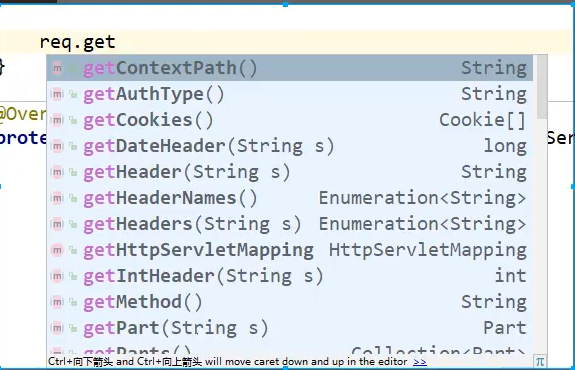 req.get
}
getContextPath() String
@Over
getAuthType() String
getCookies() Cookie[]
prote
Ser
getDateHeader(String s) long
getHeader(String s) String
getHeaderNames() Enumeration<String>
getHeaders(String s) Enumeration<String>
getHttpServletMapping HttpServletMapping
getIntHeader(String s) int
getMethod() String
getPart(String s) Part
getParts() Collection<Part>
Ctrl+向下箭头 and Ctrl+向上箭头 will move caret down and up in the editor >>
π